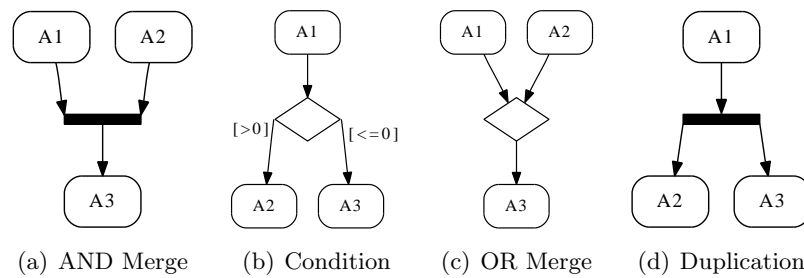 A1 A2
A3
(a) AND Merge
A1
[>0] [<=0]
A2 A3
(b) Condition
A1 A2
A3
(c) OR Merge
A1
A2 A3
(d) Duplication